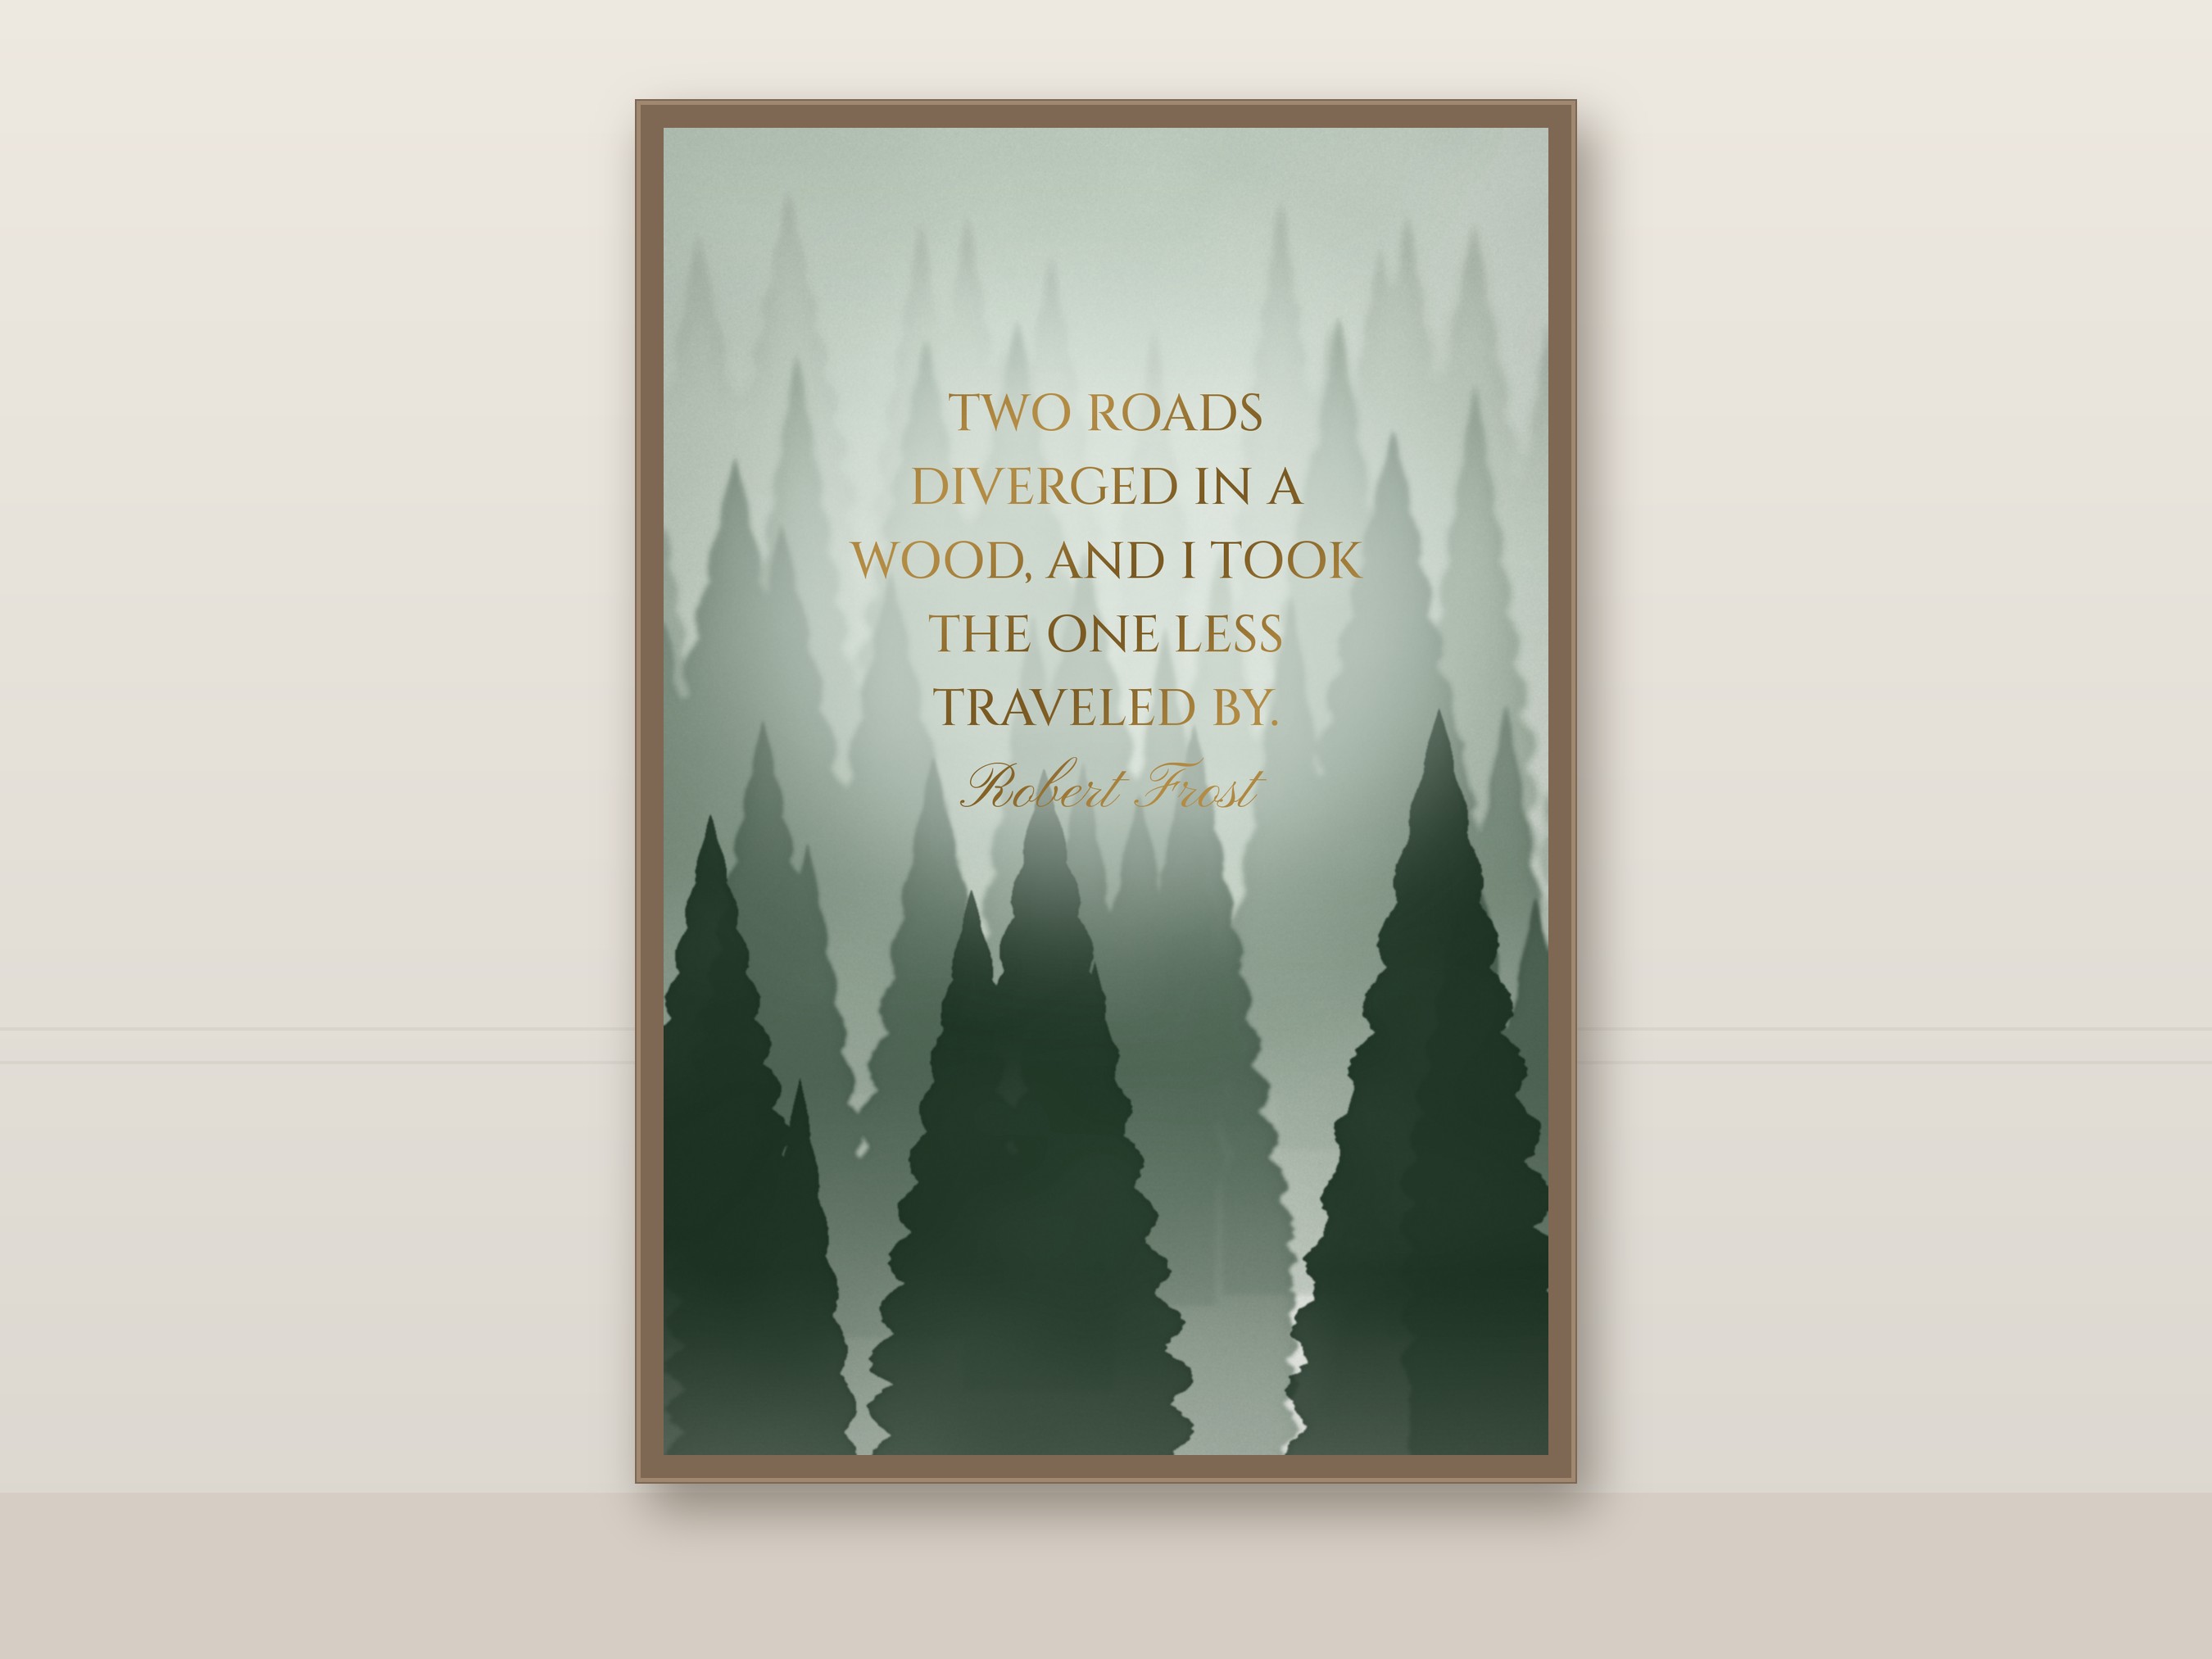 TWO ROADS
DIVERGED IN A
WOOD, AND I TOOK
THE ONE LESS
TRAVELED BY.
Robert Frost